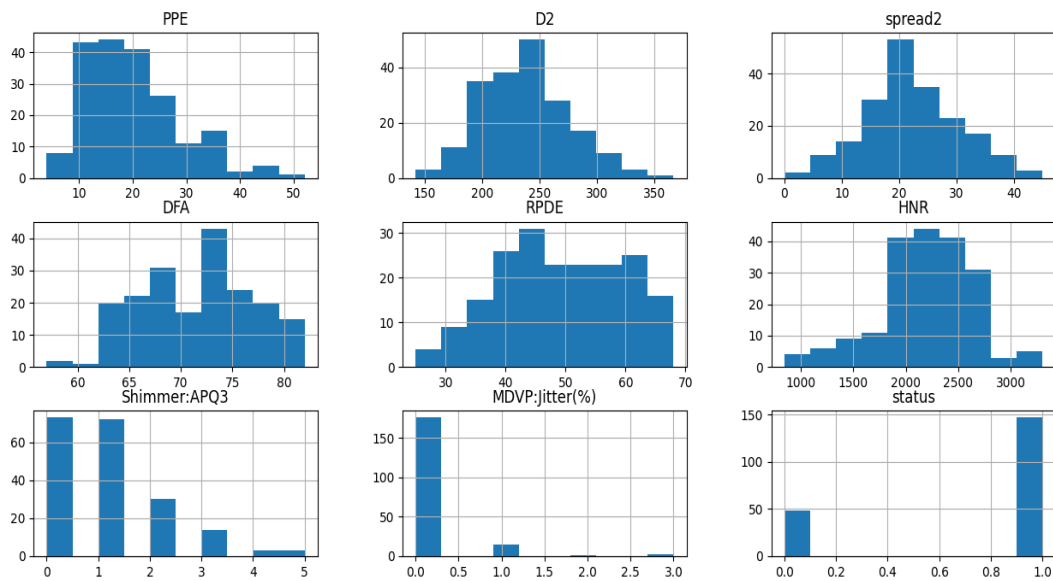 PPE
D2
spread2
40
30
20
10
0
10 20 30 40 50
40
20
0
150 200 250 300 350
40
20
0
0 10 20 30 40
DFA
RPDE
HNR
40
30
20
10
0
60 65 70 75 80
30
20
10
0
30 40 50 60 70
40
30
20
10
0
1000 1500 2000 2500 3000
Shimmer:APQ3
MDVP:Jitter(%)
status
60
40
20
0
0 1 2 3 4 5
150
100
50
0
0.0 0.5 1.0 1.5 2.0 2.5 3.0
150
100
50
0
0.0 0.2 0.4 0.6 0.8 1.0